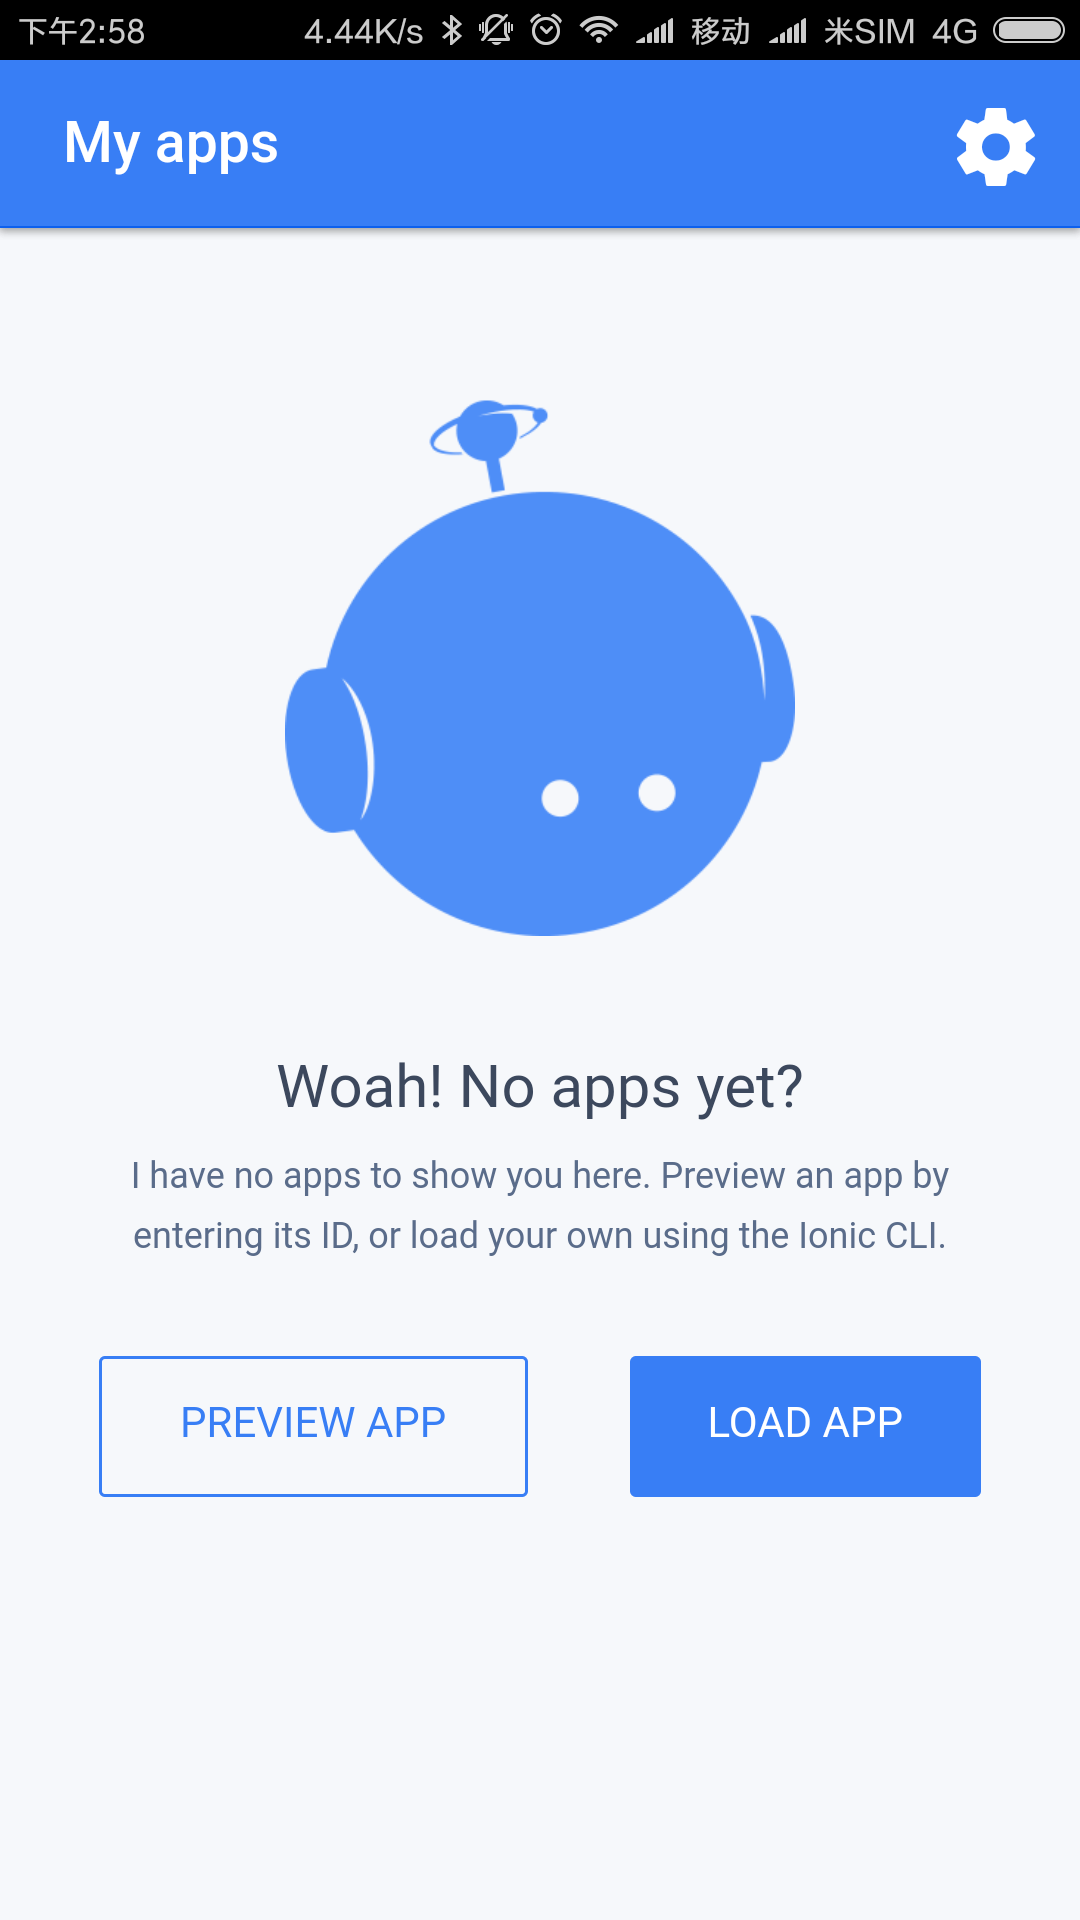 下午2:58 4.44K/s 移动 米SIM 4G
My apps
Woah! No apps yet?
I have no apps to show you here. Preview an app by
entering its ID, or load your own using the Ionic CLI.
PREVIEW APP LOAD APP